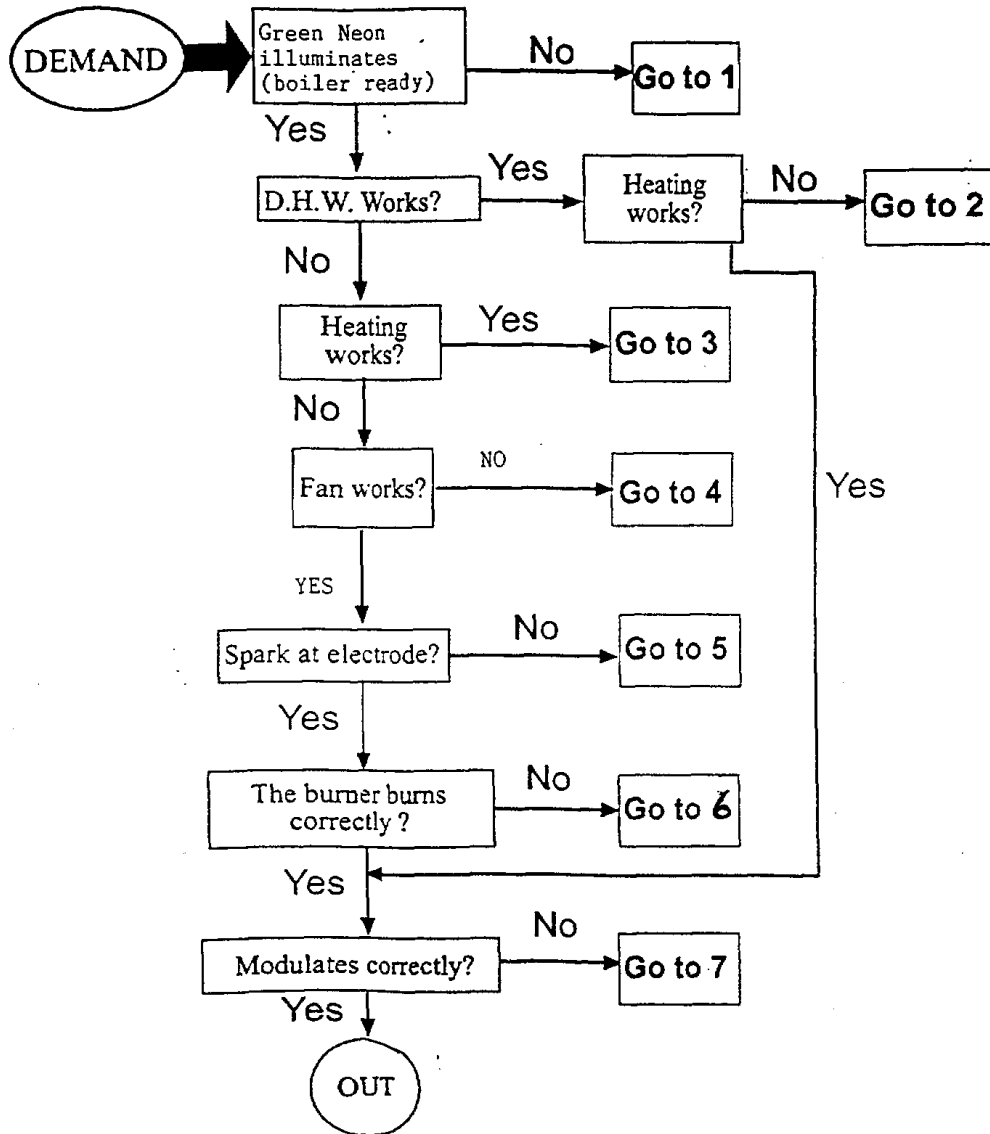 DEMAND
Green Neon
illuminates
(boiler ready)
No
Go to 1
Yes
D.H.W. Works?
Yes
Heating
works?
No
Go to 2
No
Heating
works?
Yes
Go to 3
No
Fan works?
NO
Go to 4
Yes
YES
Spark at electrode?
No
Go to 5
Yes
The burner burns
correctly ?
No
Go to 6
Yes
Modulates correctly?
No
Go to 7
Yes
OUT